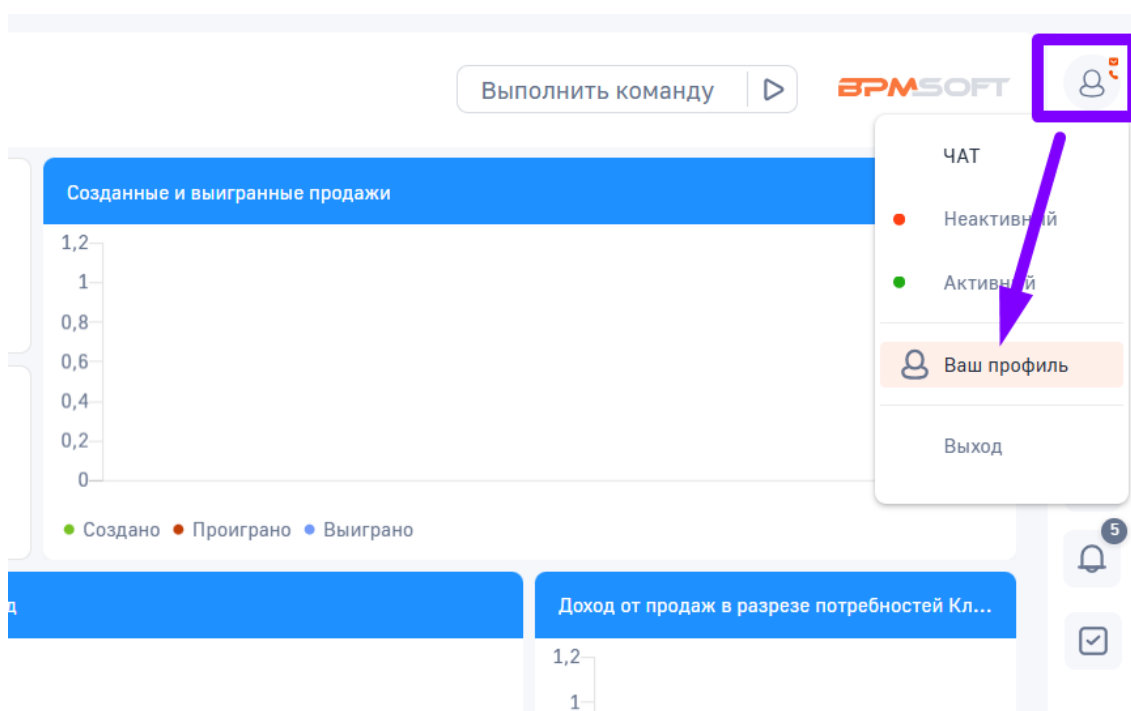 Выполнить команду
BPMSOFT
ЧАТ
Неактивный
Активный
Ваш профиль
Выход
Созданные и выигранные продажи
1,2
1
0,8
0,6
0,4
0,2
0
Создано Проиграно Выиграно
5
д
Доход от продаж в разрезе потребностей Кл...
1,2
1